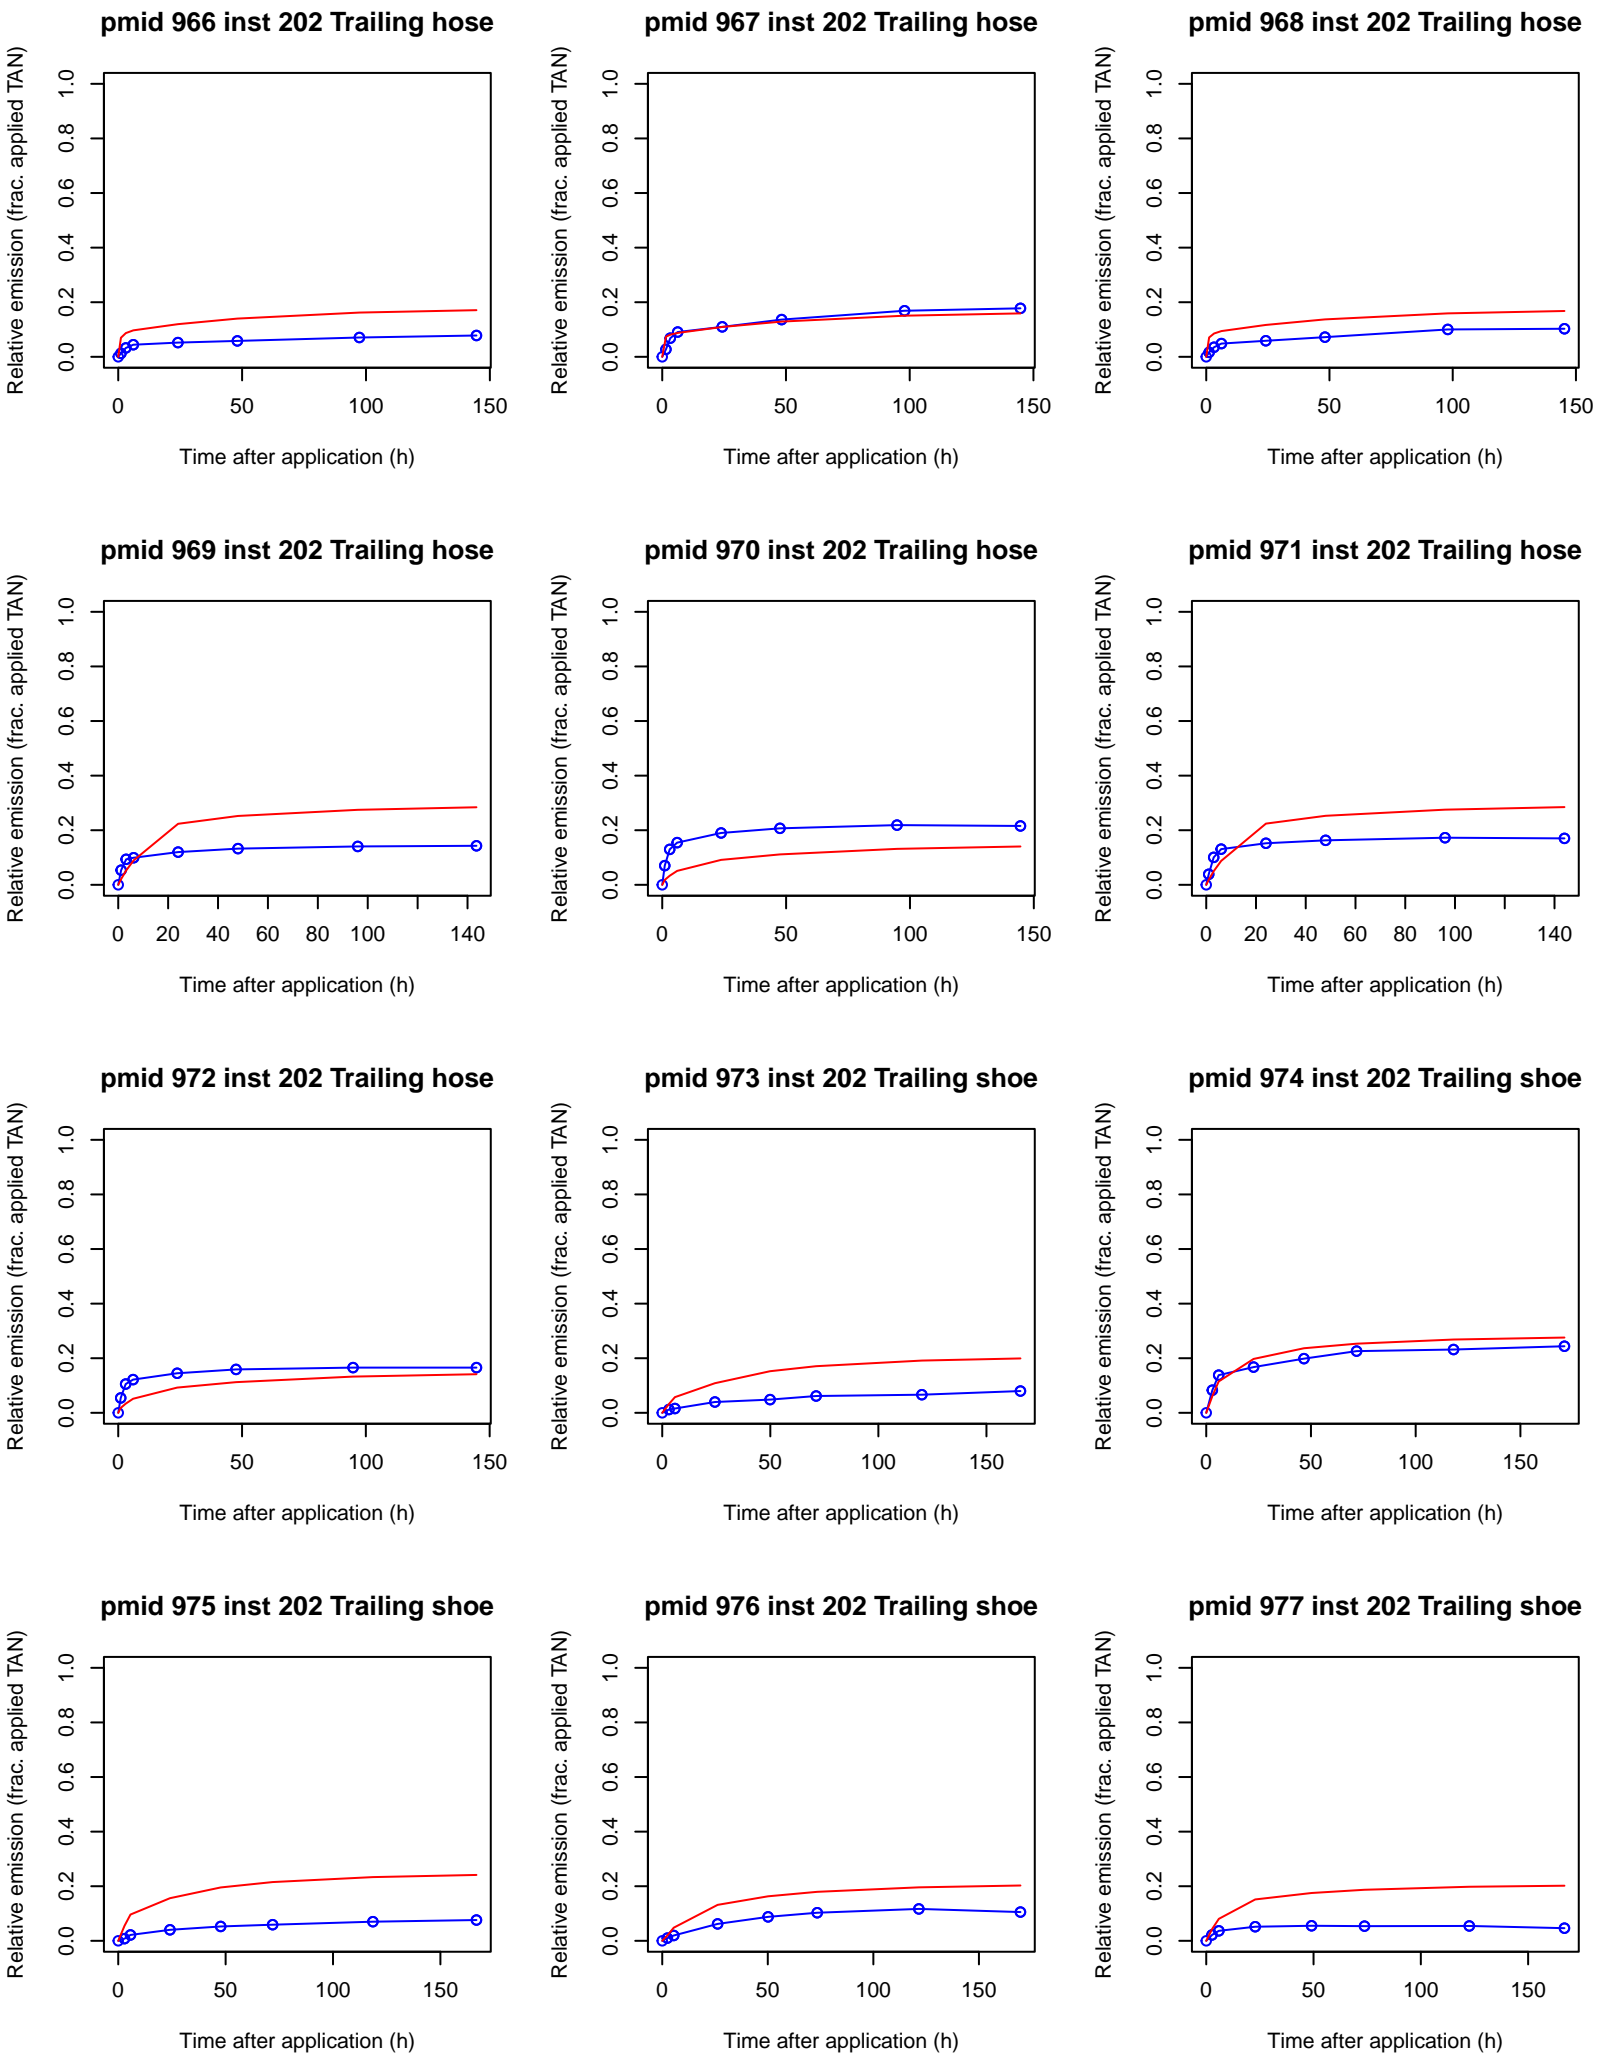 pmid 966 inst 202 Trailing hose
Relative emission (frac. applied TAN)
0.0 0.2 0.4 0.6 0.8 1.0
0 50 100 150
Time after application (h)
pmid 967 inst 202 Trailing hose
Relative emission (frac. applied TAN)
0.0 0.2 0.4 0.6 0.8 1.0
0 50 100 150
Time after application (h)
pmid 968 inst 202 Trailing hose
Relative emission (frac. applied TAN)
0.0 0.2 0.4 0.6 0.8 1.0
0 50 100 150
Time after application (h)
pmid 969 inst 202 Trailing hose
Relative emission (frac. applied TAN)
0.0 0.2 0.4 0.6 0.8 1.0
0 20 40 60 80 100 140
Time after application (h)
pmid 970 inst 202 Trailing hose
Relative emission (frac. applied TAN)
0.0 0.2 0.4 0.6 0.8 1.0
0 50 100 150
Time after application (h)
pmid 971 inst 202 Trailing hose
Relative emission (frac. applied TAN)
0.0 0.2 0.4 0.6 0.8 1.0
0 20 40 60 80 100 140
Time after application (h)
pmid 972 inst 202 Trailing hose
Relative emission (frac. applied TAN)
0.0 0.2 0.4 0.6 0.8 1.0
0 50 100 150
Time after application (h)
pmid 973 inst 202 Trailing shoe
Relative emission (frac. applied TAN)
0.0 0.2 0.4 0.6 0.8 1.0
0 50 100 150
Time after application (h)
pmid 974 inst 202 Trailing shoe
Relative emission (frac. applied TAN)
0.0 0.2 0.4 0.6 0.8 1.0
0 50 100 150
Time after application (h)
pmid 975 inst 202 Trailing shoe
Relative emission (frac. applied TAN)
0.0 0.2 0.4 0.6 0.8 1.0
0 50 100 150
Time after application (h)
pmid 976 inst 202 Trailing shoe
Relative emission (frac. applied TAN)
0.0 0.2 0.4 0.6 0.8 1.0
0 50 100 150
Time after application (h)
pmid 977 inst 202 Trailing shoe
Relative emission (frac. applied TAN)
0.0 0.2 0.4 0.6 0.8 1.0
0 50 100 150
Time after application (h)